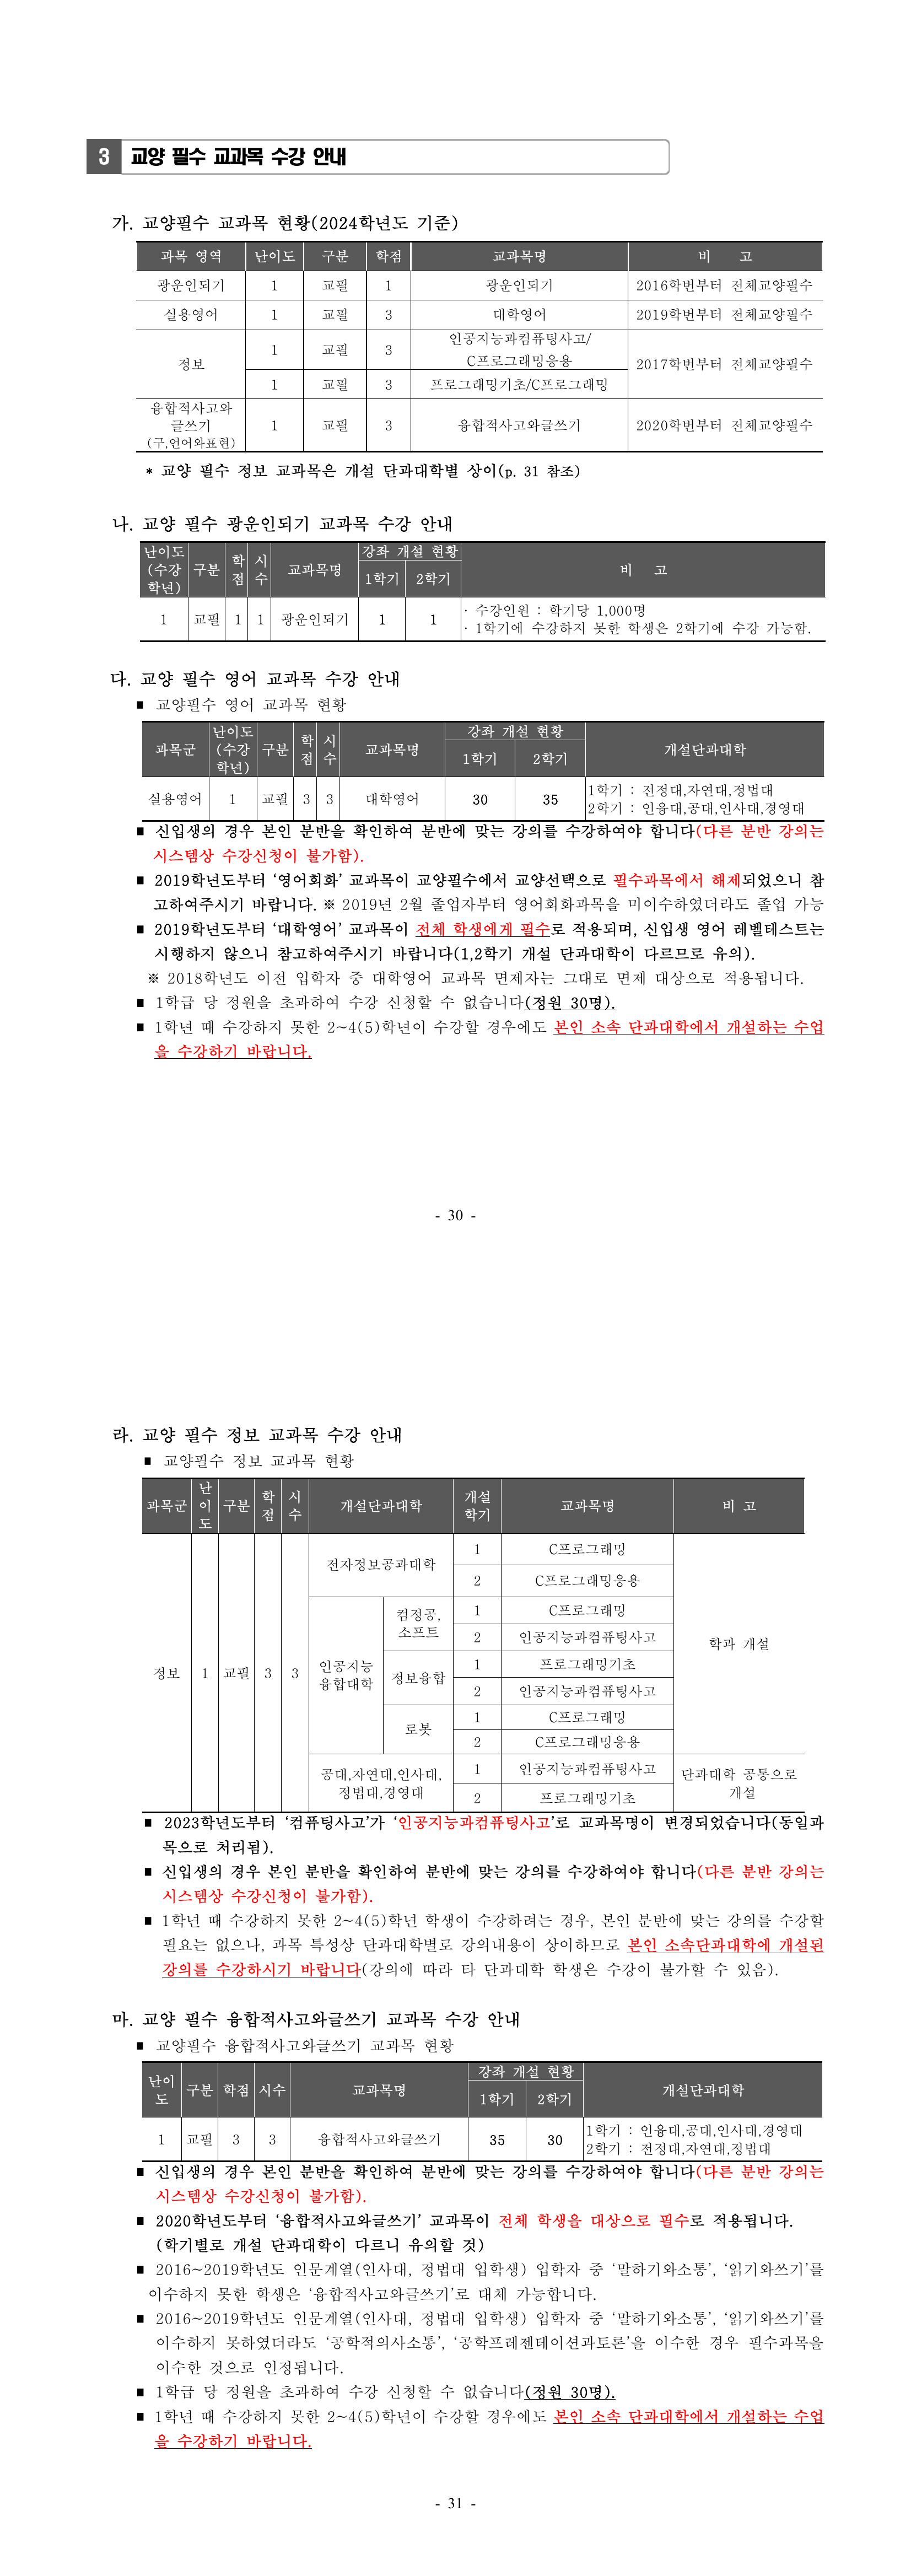 3 교양 필수 교과목 수강 안내
가. 교양필수 교과목 현황(2024학년도 기준)
과목 영역 난이도 구분 학점 교과목명 비 고
광운인되기 1 교필 1 광운인되기 2016학번부터 전체교양필수
실용영어 1 교필 3 대학영어 2019학번부터 전체교양필수
정보 1 교필 3 인공지능과컴퓨팅사고/
C프로그래밍응용 2017학번부터 전체교양필수
1 교필 3 프로그래밍기초/C프로그래밍
융합적사고와
글쓰기
(구,언어와표현) 1 교필 3 융합적사고와글쓰기 2020학번부터 전체교양필수
* 교양 필수 정보 교과목은 개설 단과대학별 상이(p. 31 참조)
나. 교양 필수 광운인되기 교과목 수강 안내
난이도
(수강
학년) 구분 학점 시수 교과목명 강좌 개설 현황 비 고
1학기 2학기
1 교필 1 1 광운인되기 1 1 · 수강인원 : 학기당 1,000명
· 1학기에 수강하지 못한 학생은 2학기에 수강 가능함.
다. 교양 필수 영어 교과목 수강 안내
■ 교양필수 영어 교과목 현황
과목군 난이도
(수강
학년) 구분 학점 시수 교과목명 강좌 개설 현황 개설단과대학
1학기 2학기
실용영어 1 교필 3 3 대학영어 30 35 1학기 : 전정대,자연대,정법대
2학기 : 인융대,공대,인사대,경영대
■ 신입생의 경우 본인 분반을 확인하여 분반에 맞는 강의를 수강하여야 합니다(다른 분반 강의는
시스템상 수강신청이 불가함).
■ 2019학년도부터 ‘영어회화’ 교과목이 교양필수에서 교양선택으로 필수과목에서 해제되었으니 참
고하여주시기 바랍니다. ※ 2019년 2월 졸업자부터 영어회화과목을 미이수하였더라도 졸업 가능
■ 2019학년도부터 ‘대학영어’ 교과목이 전체 학생에게 필수로 적용되며, 신입생 영어 레벨테스트는
시행하지 않으니 참고하여주시기 바랍니다(1,2학기 개설 단과대학이 다르므로 유의).
※ 2018학년도 이전 입학자 중 대학영어 교과목 면제자는 그대로 면제 대상으로 적용됩니다.
■ 1학급 당 정원을 초과하여 수강 신청할 수 없습니다(정원 30명).
■ 1학년 때 수강하지 못한 2~4(5)학년이 수강할 경우에도 본인 소속 단과대학에서 개설하는 수업
을 수강하기 바랍니다.
- 30 -
라. 교양 필수 정보 교과목 수강 안내
■ 교양필수 정보 교과목 현황
과목군 난이도 구분 학점 시수 개설단과대학 개설
학기 교과목명 비 고
정보 1 교필 3 3 전자정보공과대학 1 C프로그래밍 학과 개설
2 C프로그래밍응용
인공지능
융합대학 컴정공,
소프트 1 C프로그래밍
2 인공지능과컴퓨팅사고
정보융합 1 프로그래밍기초
2 인공지능과컴퓨팅사고
로봇 1 C프로그래밍
2 C프로그래밍응용
공대,자연대,인사대,
정법대,경영대 1 인공지능과컴퓨팅사고 단과대학 공통으로
개설
2 프로그래밍기초
■ 2023학년도부터 ‘컴퓨팅사고’가 ‘인공지능과컴퓨팅사고’로 교과목명이 변경되었습니다(동일과
목으로 처리됨).
■ 신입생의 경우 본인 분반을 확인하여 분반에 맞는 강의를 수강하여야 합니다(다른 분반 강의는
시스템상 수강신청이 불가함).
■ 1학년 때 수강하지 못한 2~4(5)학년 학생이 수강하려는 경우, 본인 분반에 맞는 강의를 수강할
필요는 없으나, 과목 특성상 단과대학별로 강의내용이 상이하므로 본인 소속단과대학에 개설된
강의를 수강하시기 바랍니다(강의에 따라 타 단과대학 학생은 수강이 불가할 수 있음).
마. 교양 필수 융합적사고와글쓰기 교과목 수강 안내
■ 교양필수 융합적사고와글쓰기 교과목 현황
난이도 구분 학점 시수 교과목명 강좌 개설 현황 개설단과대학
1학기 2학기
1 교필 3 3 융합적사고와글쓰기 35 30 1학기 : 인융대,공대,인사대,경영대
2학기 : 전정대,자연대,정법대
■ 신입생의 경우 본인 분반을 확인하여 분반에 맞는 강의를 수강하여야 합니다(다른 분반 강의는
시스템상 수강신청이 불가함).
■ 2020학년도부터 ‘융합적사고와글쓰기’ 교과목이 전체 학생을 대상으로 필수로 적용됩니다.
(학기별로 개설 단과대학이 다르니 유의할 것)
■ 2016~2019학년도 인문계열(인사대, 정법대 입학생) 입학자 중 ‘말하기와소통’, ‘읽기와쓰기’를
이수하지 못한 학생은 ‘융합적사고와글쓰기’로 대체 가능합니다.
■ 2016~2019학년도 인문계열(인사대, 정법대 입학생) 입학자 중 ‘말하기와소통’, ‘읽기와쓰기’를
이수하지 못하였더라도 ‘공학적의사소통’, ‘공학프레젠테이션과토론’을 이수한 경우 필수과목을
이수한 것으로 인정됩니다.
■ 1학급 당 정원을 초과하여 수강 신청할 수 없습니다(정원 30명).
■ 1학년 때 수강하지 못한 2~4(5)학년이 수강할 경우에도 본인 소속 단과대학에서 개설하는 수업
을 수강하기 바랍니다.
- 31 -